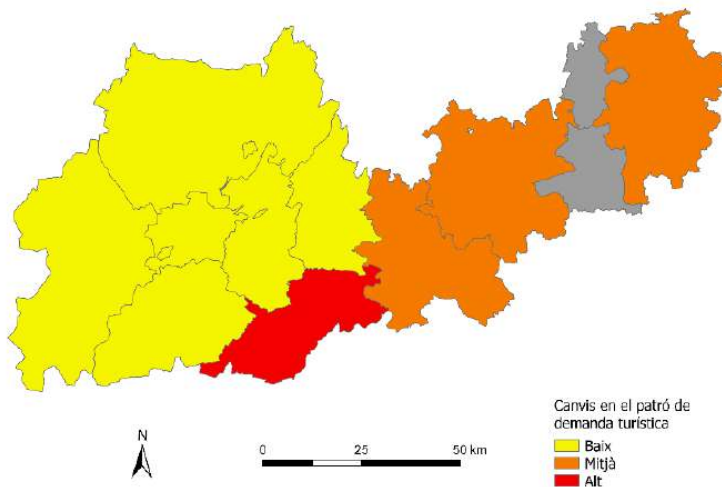 Canvis en el patró de
demanda turística
Baix
Mitjà
Alt
N
0 25 50 km